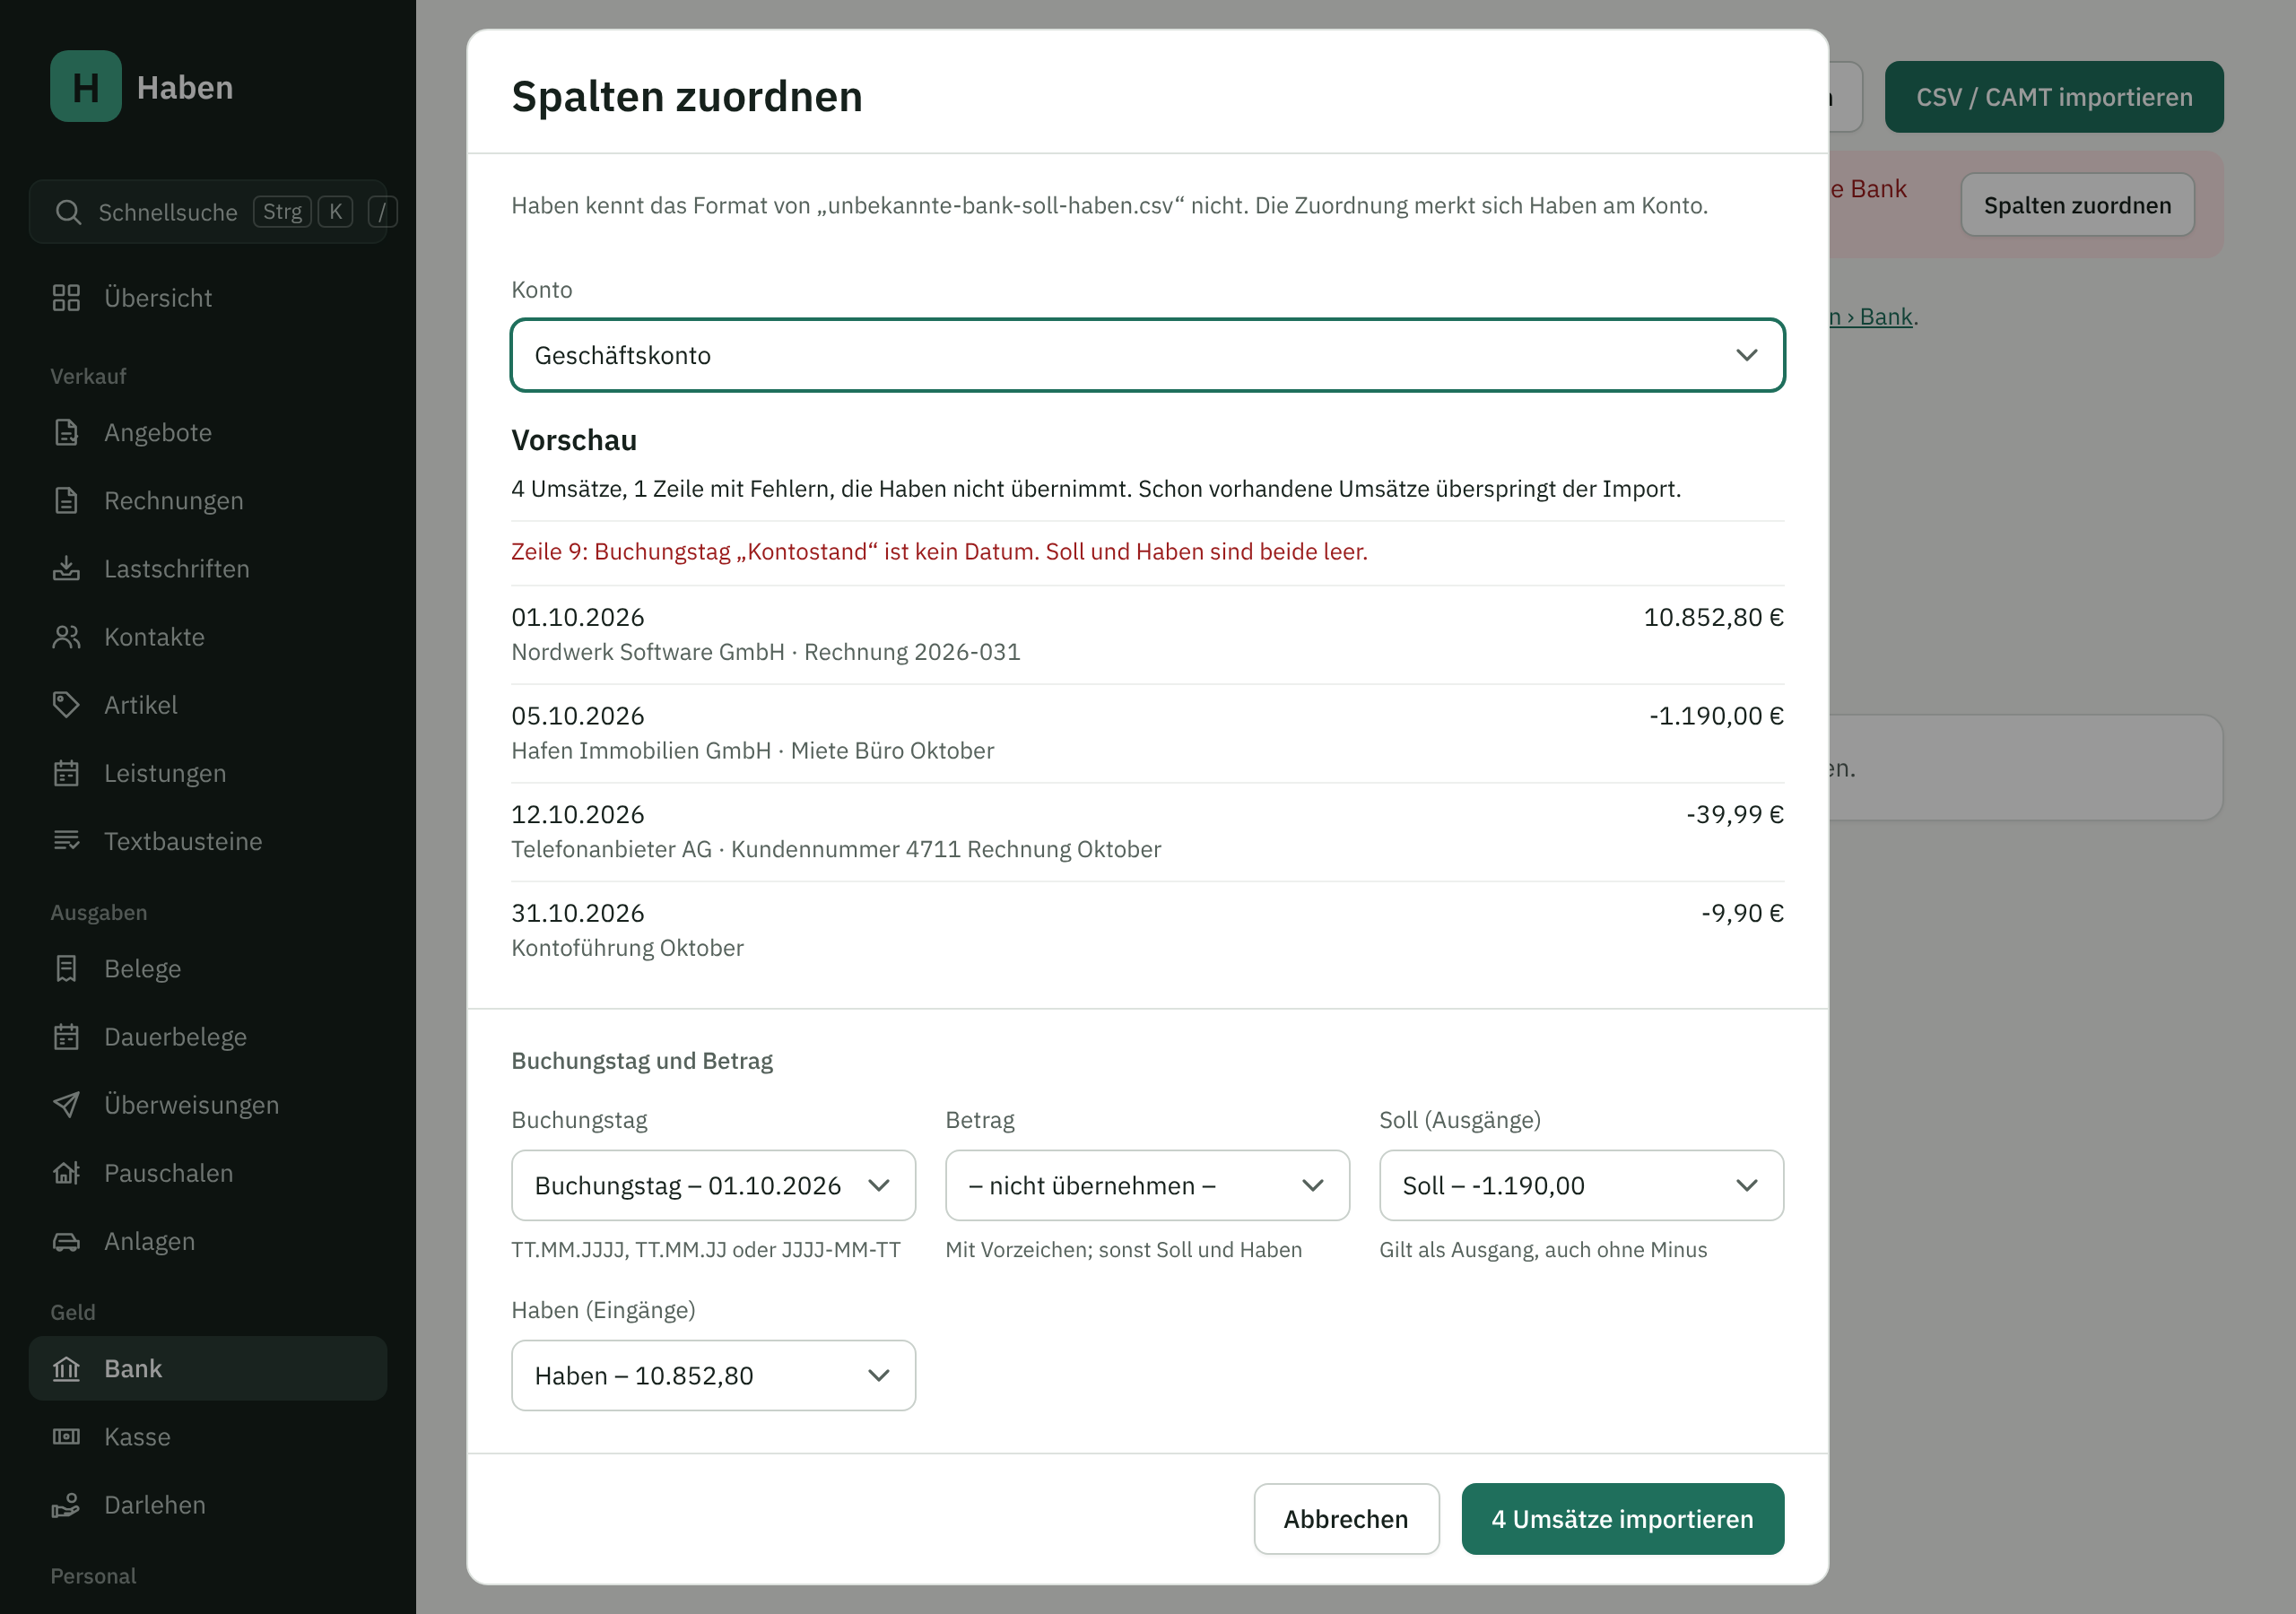 H
Haben
Schnellsuche Strg K /
Übersicht
Verkauf
Angebote
Rechnungen
Lastschriften
Kontakte
Artikel
Leistungen
Textbausteine
Ausgaben
Belege
Dauerbelege
Überweisungen
Pauschalen
Anlagen
Geld
Bank
Kasse
Darlehen
Personal
CSV / CAMT importieren
e Bank
Spalten zuordnen
n › Bank.
en.
Spalten zuordnen
Haben kennt das Format von „unbekannte-bank-soll-haben.csv“ nicht. Die Zuordnung merkt sich Haben am Konto.
Konto
Geschäftskonto
Vorschau
4 Umsätze, 1 Zeile mit Fehlern, die Haben nicht übernimmt. Schon vorhandene Umsätze überspringt der Import.
Zeile 9: Buchungstag „Kontostand“ ist kein Datum. Soll und Haben sind beide leer.
01.10.2026 10.852,80 €
Nordwerk Software GmbH · Rechnung 2026-031
05.10.2026 -1.190,00 €
Hafen Immobilien GmbH · Miete Büro Oktober
12.10.2026 -39,99 €
Telefonanbieter AG · Kundennummer 4711 Rechnung Oktober
31.10.2026 -9,90 €
Kontoführung Oktober
Buchungstag und Betrag
Buchungstag Betrag Soll (Ausgänge)
Buchungstag – 01.10.2026 – nicht übernehmen – Soll – -1.190,00
TT.MM.JJJJ, TT.MM.JJ oder JJJJ-MM-TT Mit Vorzeichen; sonst Soll und Haben Gilt als Ausgang, auch ohne Minus
Haben (Eingänge)
Haben – 10.852,80
Abbrechen 4 Umsätze importieren